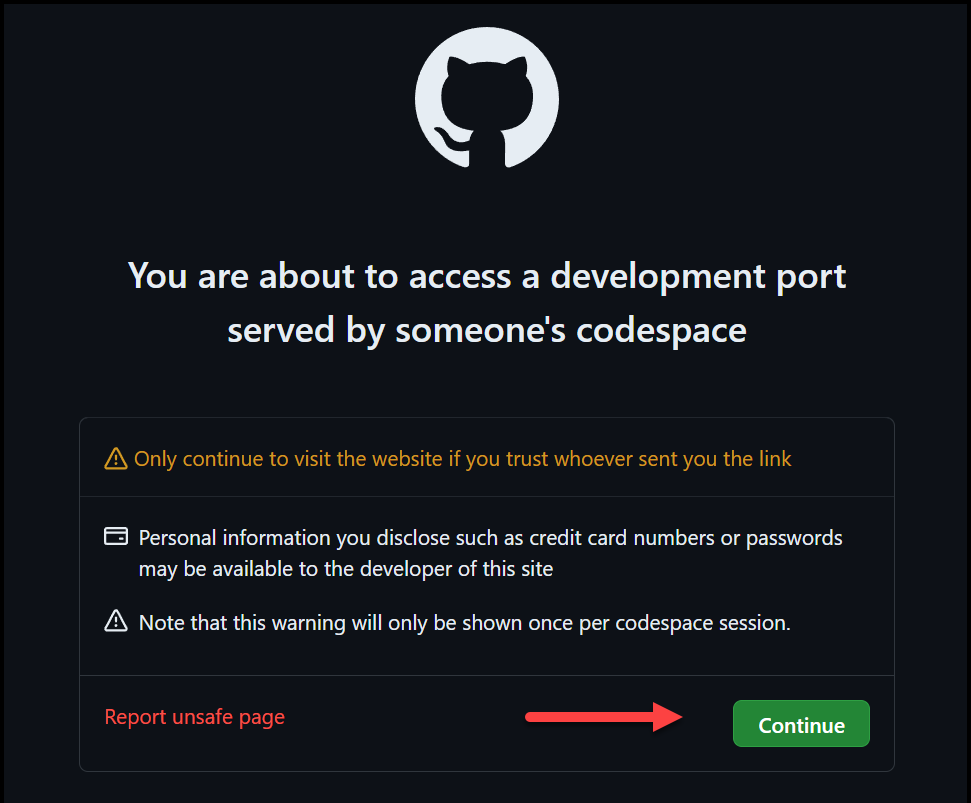 You are about to access a development port
served by someone's codespace
Only continue to visit the website if you trust whoever sent you the link
Personal information you disclose such as credit card numbers or passwords
may be available to the developer of this site
Note that this warning will only be shown once per codespace session.
Report unsafe page
Continue